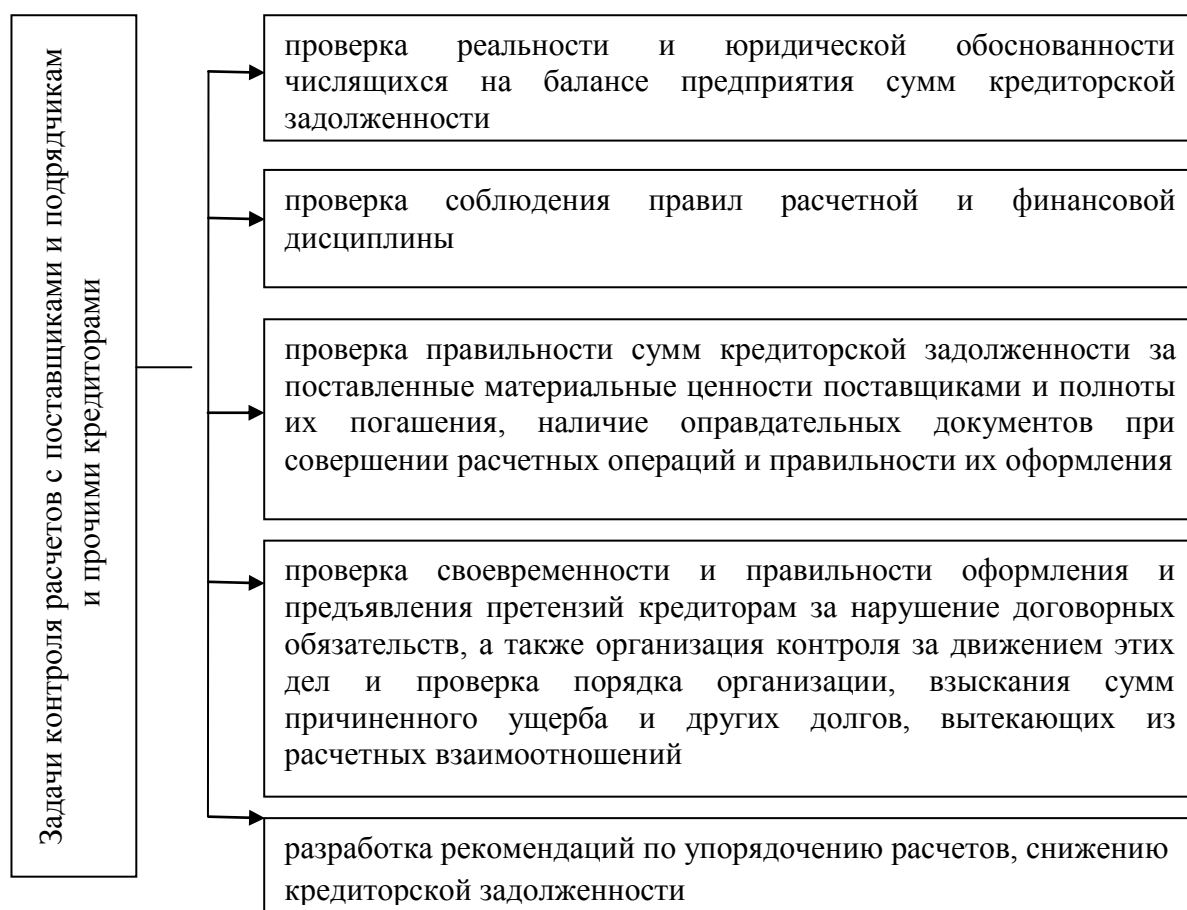 Задачи контроля расчетов с поставщиками и подрядчикам
и прочими кредиторами
проверка реальности и юридической обоснованности
числящихся на балансе предприятия сумм кредиторской
задолженности
проверка соблюдения правил расчетной и финансовой
дисциплины
проверка правильности сумм кредиторской задолженности за
поставленные материальные ценности поставщиками и полноты
их погашения, наличие оправдательных документов при
совершении расчетных операций и правильности их оформления
проверка своевременности и правильности оформления и
предъявления претензий кредиторам за нарушение договорных
обязательств, а также организация контроля за движением этих
дел и проверка порядка организации, взыскания сумм
причиненного ущерба и других долгов, вытекающих из
расчетных взаимоотношений
разработка рекомендаций по упорядочению расчетов, снижению
кредиторской задолженности